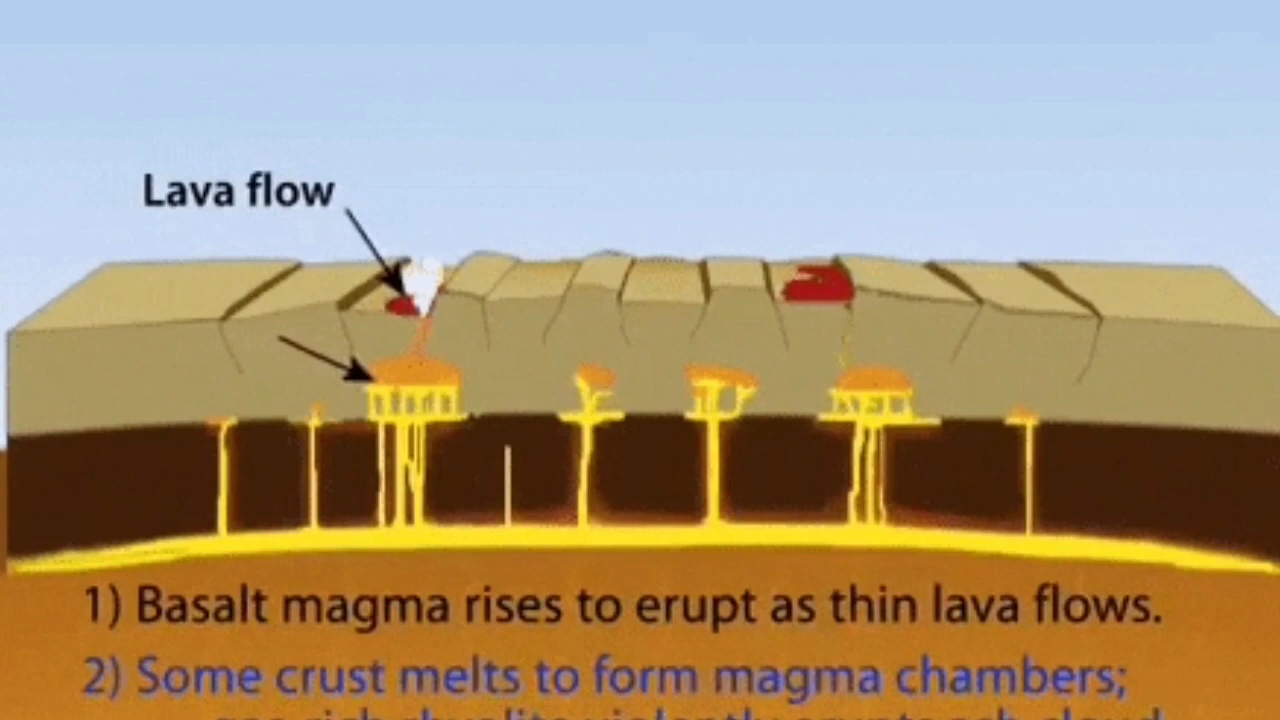 Lava flow
1) Basalt magma rises to erupt as thin lava flows.
2) Some crust melts to form magma chambers;